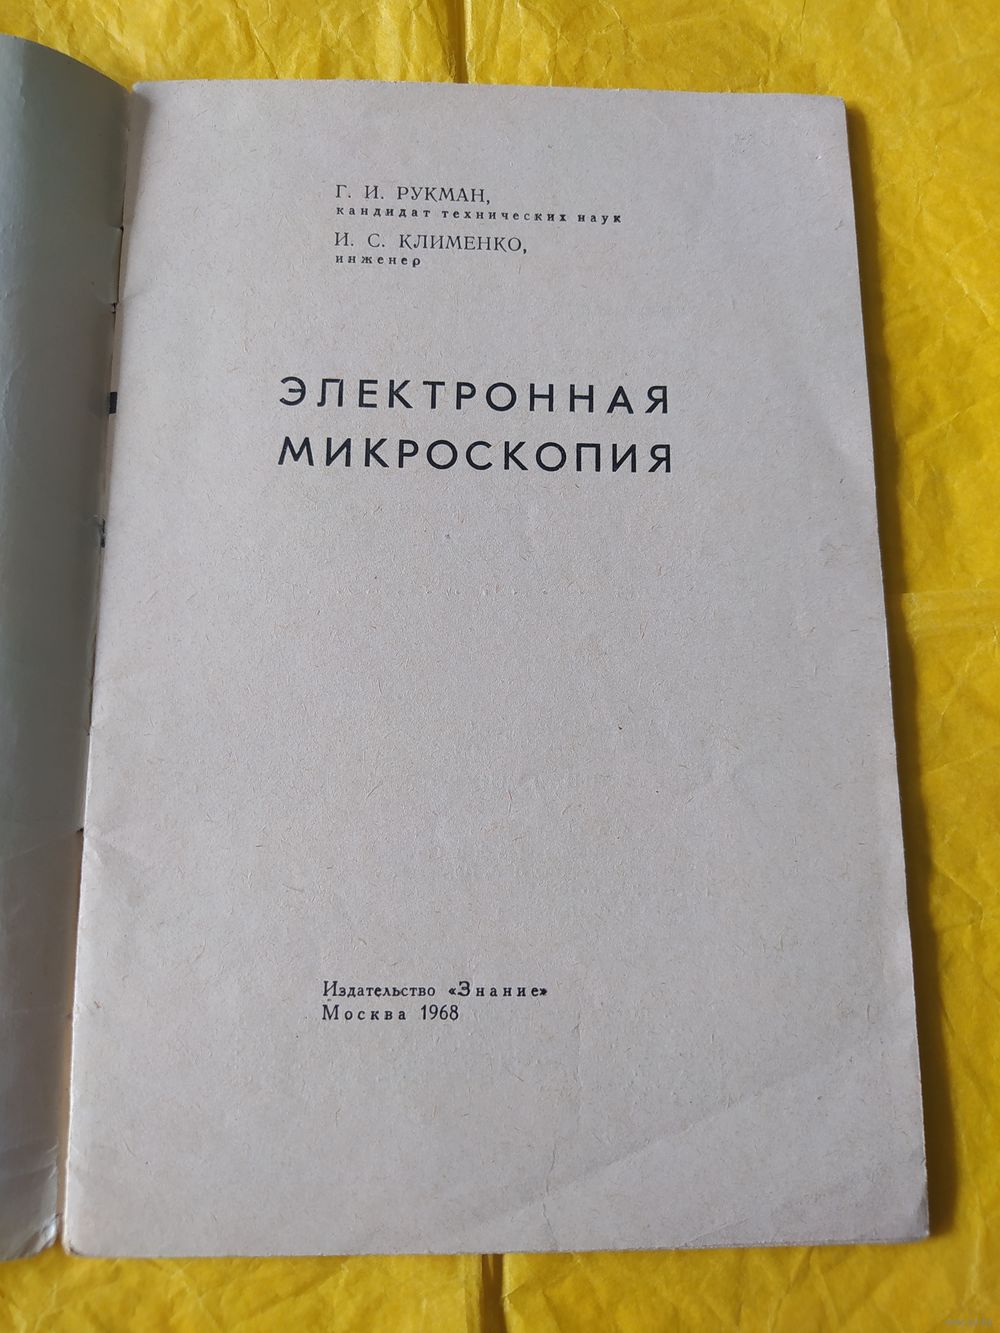 Г. И. РУКМАН,
кандидат технических наук
И. С. КЛИМЕНКО,
инженер
ЭЛЕКТРОННАЯ
МИКРОСКОПИЯ
Издательство «Знание»
Москва 1968